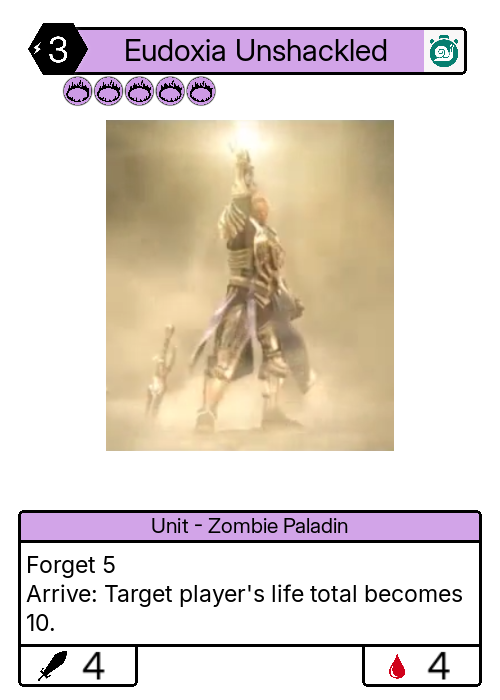 3 Eudoxia Unshackled
Unit - Zombie Paladin
Forget 5
Arrive: Target player's life total becomes
10.
4 4